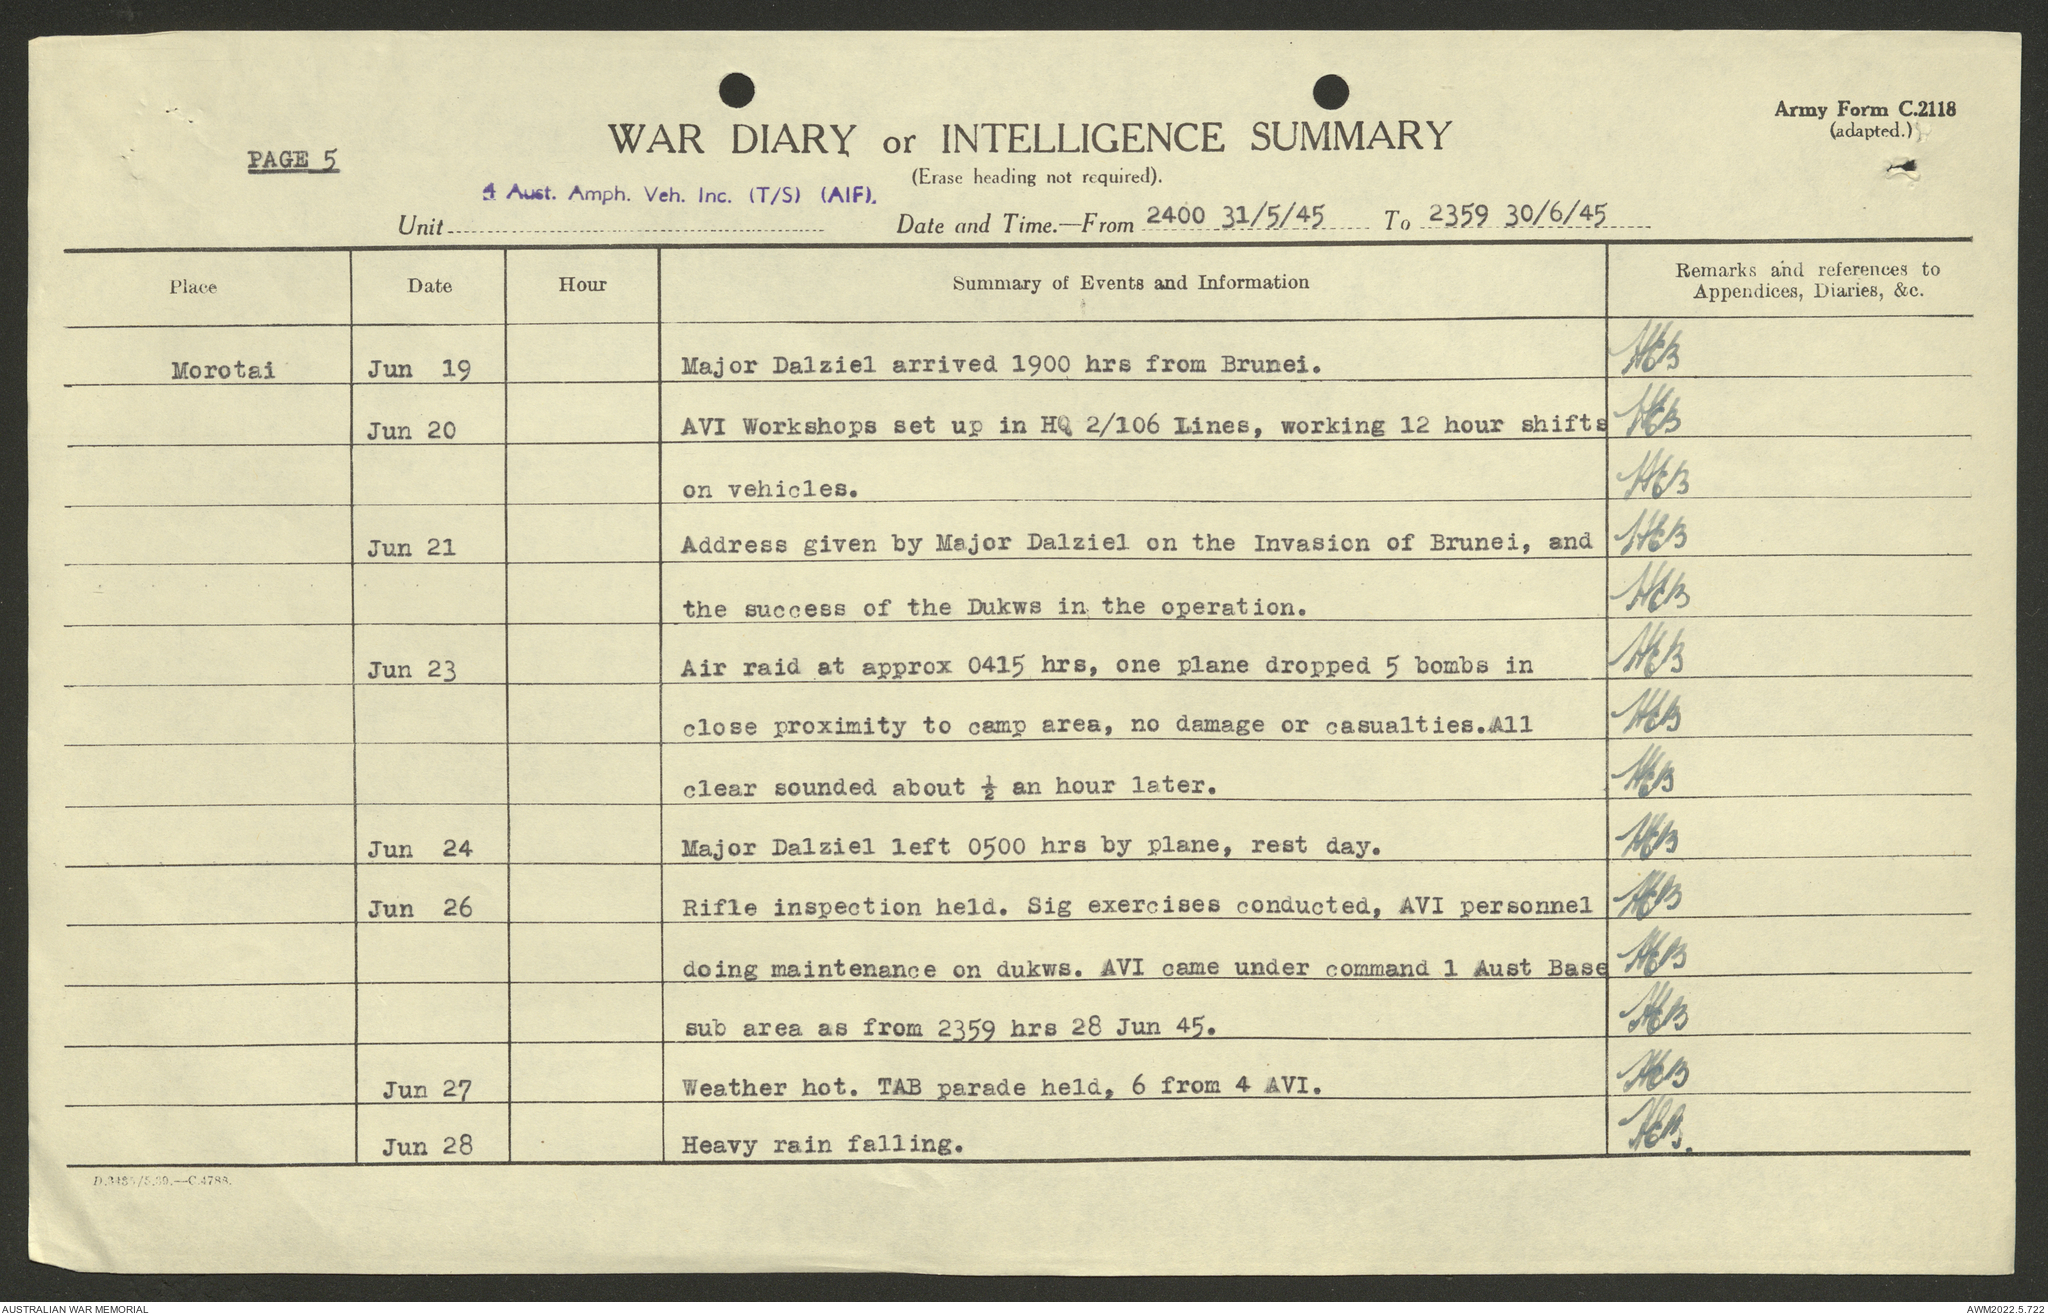 Army Form C.2118
(adapted.)
PAGE 5
WAR DIARY or INTELLIGENCE SUMMARY
(Erase heading not required).
4 Aust. Amph. Veh. Inc. (T/S) (AIF).
Unit
Date and Time.—From 2400 31/5/45 To 2359 30/6/45
Place Date Hour Summary of Events and Information Remarks and references to
Appendices, Diaries, &c.
Morotai Jun 19 Major Dalziel arrived 1900 hrs from Brunei.
Jun 20 AVI Workshops set up in HQ 2/106 Lines, working 12 hour shifts
on vehicles.
Jun 21 Address given by Major Dalziel on the Invasion of Brunei, and
the success of the Dukws in the operation.
Jun 23 Air raid at approx 0415 hrs, one plane dropped 5 bombs in
close proximity to camp area, no damage or casualties.All
clear sounded about ½ an hour later.
Jun 24 Major Dalziel left 0500 hrs by plane, rest day.
Jun 26 Rifle inspection held. Sig exercises conducted, AVI personnel
doing maintenance on dukws. AVI came under command 1 Aust Base
sub area as from 2359 hrs 28 Jun 45.
Jun 27 Weather hot. TAB parade held, 6 from 4 AVI.
Jun 28 Heavy rain falling.
AUSTRALIAN WAR MEMORIAL
AWM2022.5.722